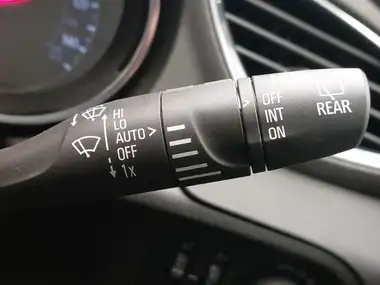 HI
LO
AUTO >
OFF
1x
> OFF
INT
ON
REAR